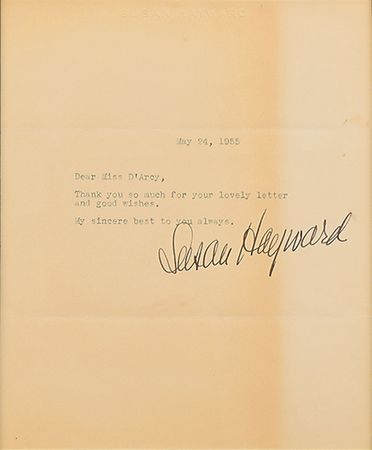 May 24, 1955
Dear Miss D'Arcy,
Thank you so much for your lovely letter
and good wishes.
My sincere best to you always.
Susan Hayward